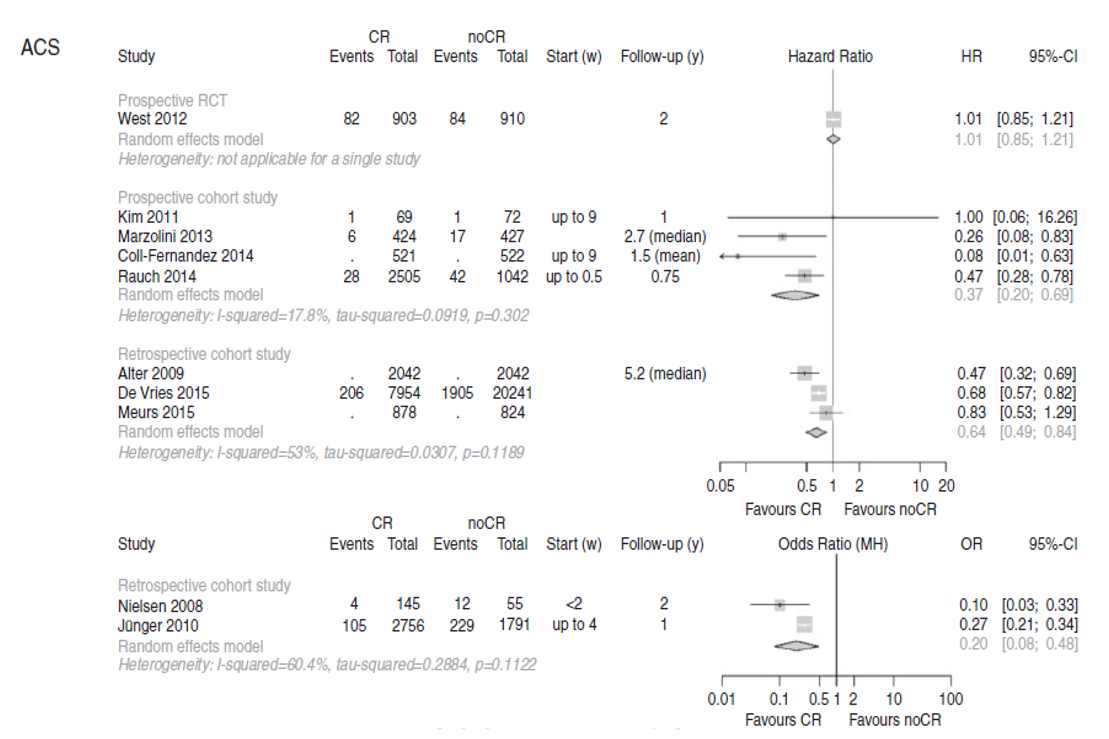 ACS
CR noCR
Study Events Total Events Total Start (w) Follow-up (y) Hazard Ratio HR 95%-CI
Prospective RCT
West 2012 82 903 84 910 2 1.01 [0.85; 1.21]
Random effects model 1.01 [0.85; 1.21]
Heterogeneity: not applicable for a single study
Prospective cohort study
Kim 2011 1 69 1 72 up to 9 1 1.00 [0.06; 16.26]
Marzolini 2013 6 424 17 427 2.7 (median) 0.26 [0.08; 0.83]
Coll-Fernandez 2014 . 521 . 522 up to 9 1.5 (mean) 0.08 [0.01; 0.63]
Rauch 2014 28 2505 42 1042 up to 0.5 0.75 0.47 [0.28; 0.78]
Random effects model 0.37 [0.20; 0.69]
Heterogeneity: I-squared=17.8%, tau-squared=0.0919, p=0.302
Retrospective cohort study
Alter 2009 . 2042 . 2042 5.2 (median) 0.47 [0.32; 0.69]
De Vries 2015 206 7954 1905 20241 0.68 [0.57; 0.82]
Meurs 2015 . 878 . 824 0.83 [0.53; 1.29]
Random effects model 0.64 [0.49; 0.84]
Heterogeneity: I-squared=53%, tau-squared=0.0307, p=0.1189
0.05 0.5 1 2 10 20
Favours CR Favours noCR
CR noCR
Study Events Total Events Total Start (w) Follow-up (y) Odds Ratio (MH) OR 95%-CI
Retrospective cohort study
Nielsen 2008 4 145 12 55 <2 2 0.10 [0.03; 0.33]
Jünger 2010 105 2756 229 1791 up to 4 1 0.27 [0.21; 0.34]
Random effects model 0.20 [0.08; 0.48]
Heterogeneity: I-squared=60.4%, tau-squared=0.2884, p=0.1122
0.01 0.1 0.5 1 2 10 100
Favours CR Favours noCR